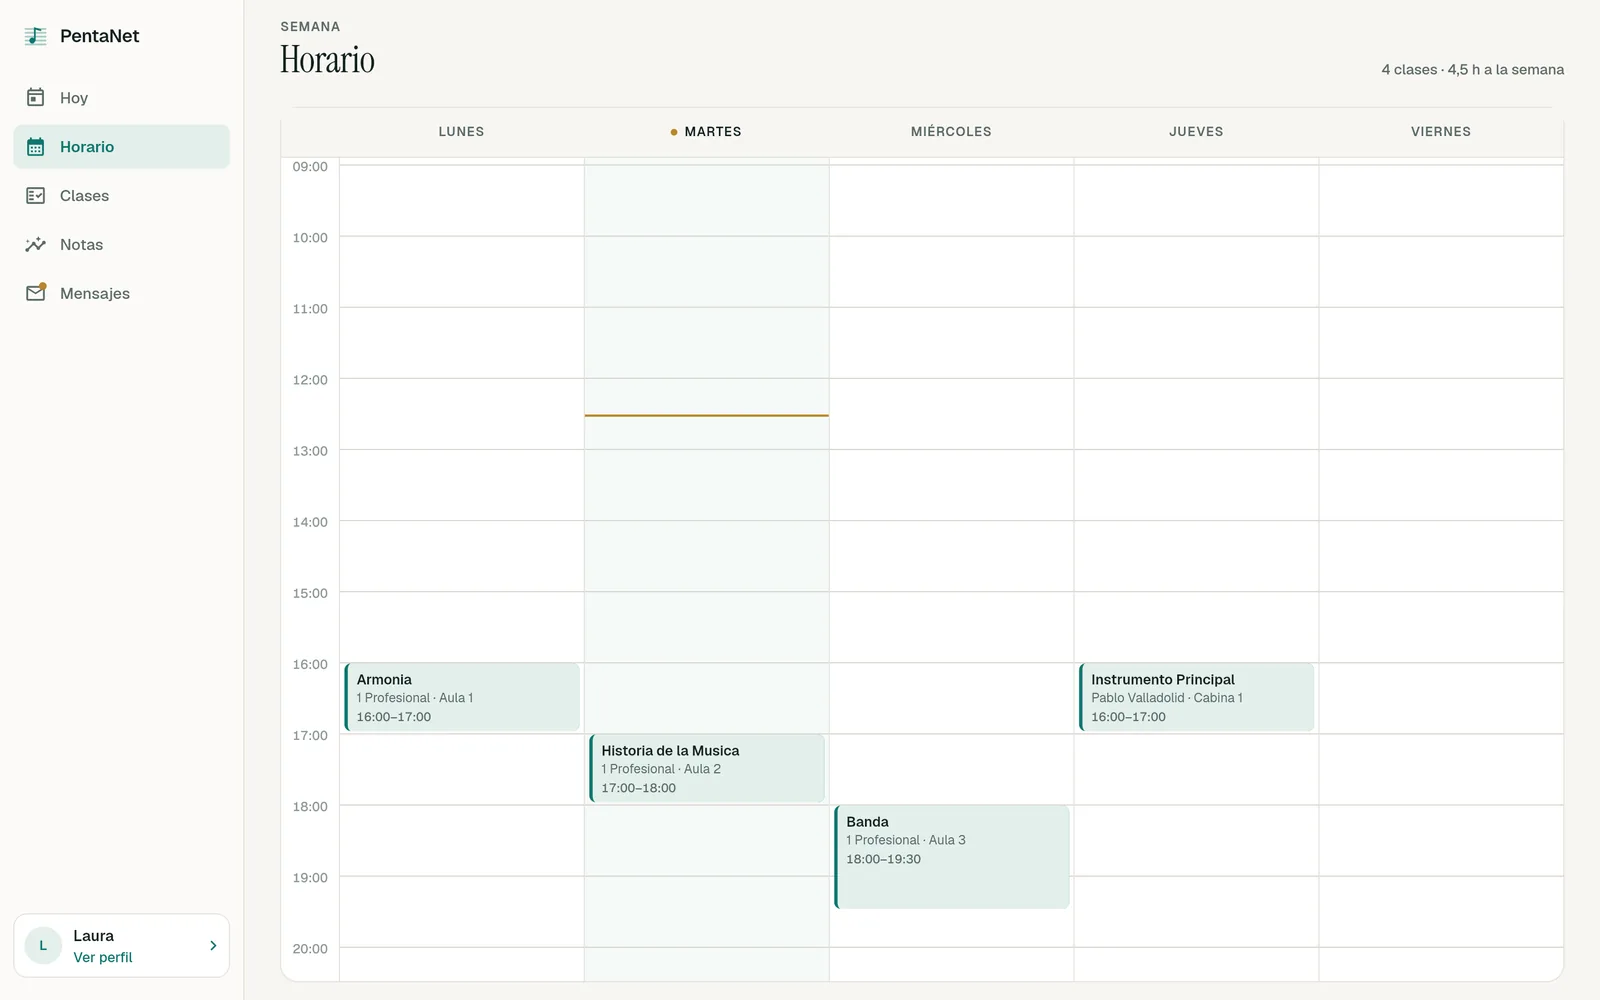 PentaNet
Hoy
Horario
Clases
Notas
Mensajes
L
Laura
Ver perfil
SEMANA
Horario
4 clases · 4,5 h a la semana
LUNES
MARTES
MIÉRCOLES
JUEVES
VIERNES
09:00
10:00
11:00
12:00
13:00
14:00
15:00
16:00
17:00
18:00
19:00
20:00
Armonia
1 Profesional · Aula 1
16:00–17:00
Historia de la Musica
1 Profesional · Aula 2
17:00–18:00
Banda
1 Profesional · Aula 3
18:00–19:30
Instrumento Principal
Pablo Valladolid · Cabina 1
16:00–17:00